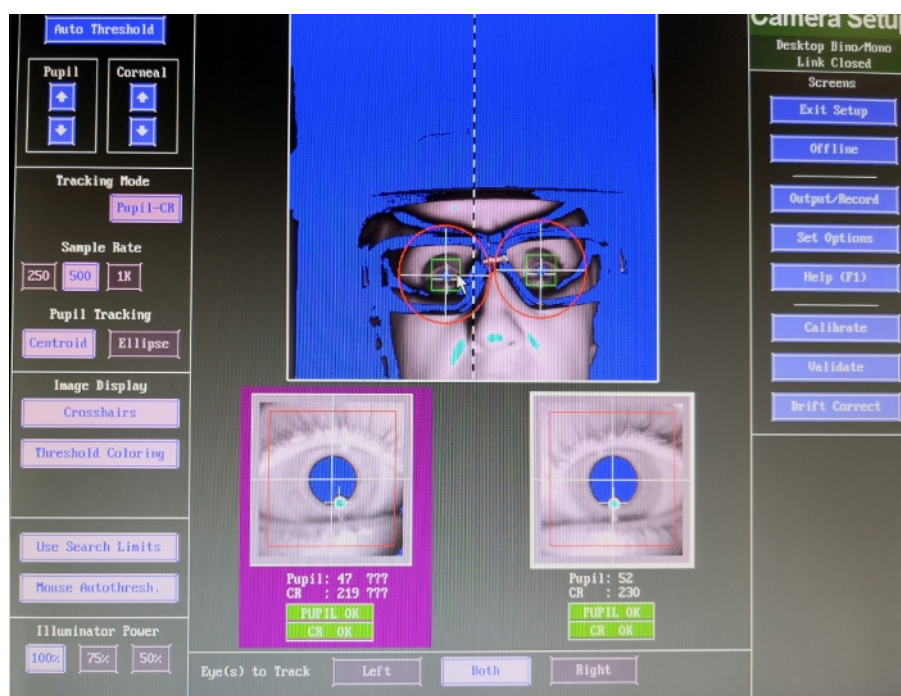 Auto Threshold
Pupil
Corneal
Tracking Mode
Pupil-CR
Sample Rate
250
500
1K
Pupil Tracking
Centroid
Ellipse
Image Display
Crosshairs
Threshold Coloring
Use Search Limits
Mouse Autothresh.
Illuminator Power
100%
75%
50%
Pupil: 47 ???
CR : 219 ???
PUPIL OK
CR OK
Pupil: 52
CR : 230
PUPIL OK
CR OK
Eye(s) to Track
Left
Both
Right
Camera Setu
Desktop Bino/Mono
Link Closed
Screens
Exit Setup
Offline
Output/Record
Set Options
Help (F1)
Calibrate
Validate
Drift Correct